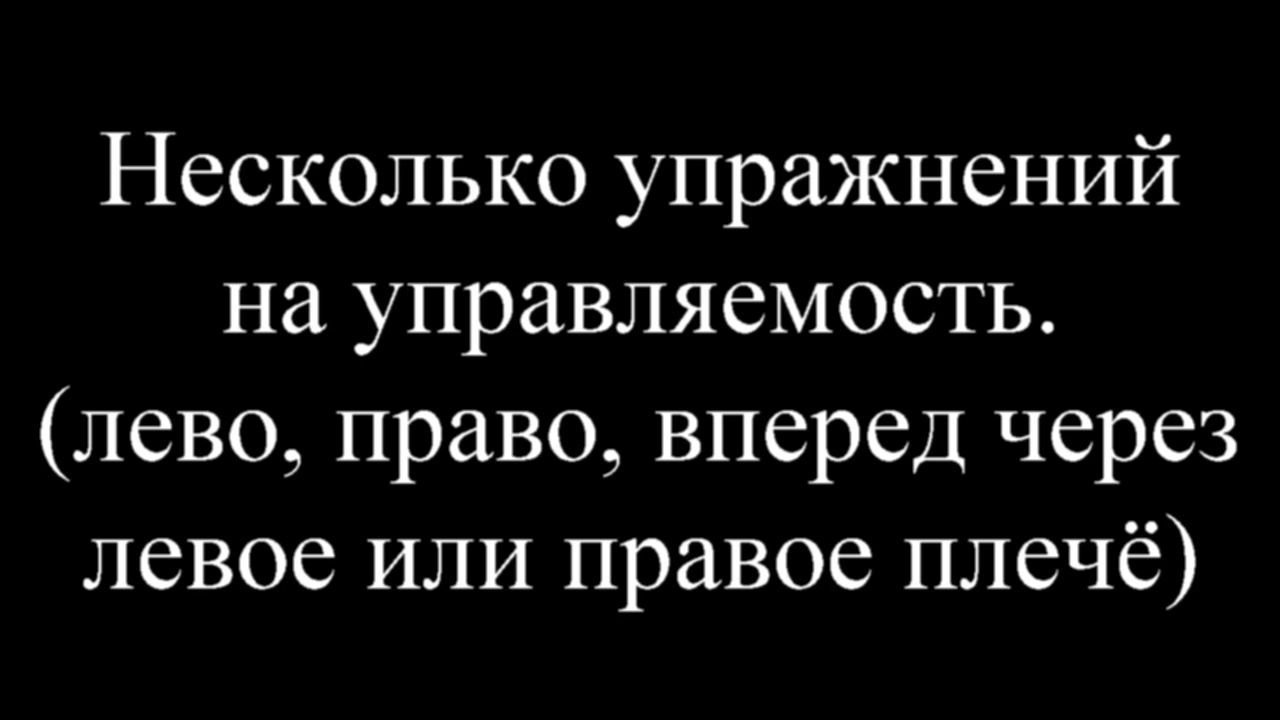 Несколько упражнений
на управляемость.
(лево, право, вперед через
левое или правое плечё)